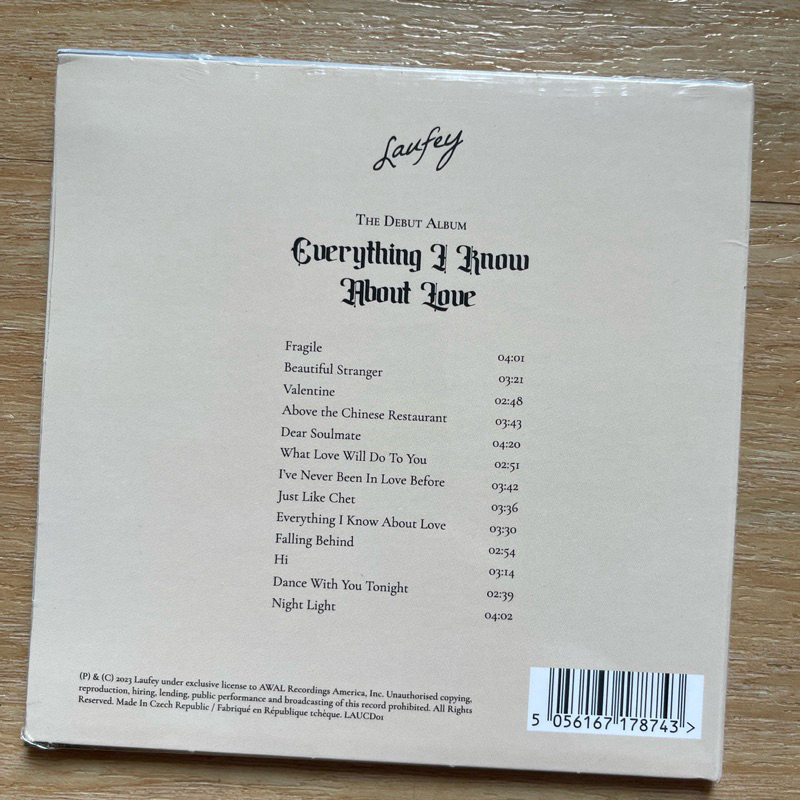 Laufey
The Debut Album
Everything I Know
About Love
Fragile 04:01
Beautiful Stranger 03:21
Valentine 02:48
Above the Chinese Restaurant 03:43
Dear Soulmate 04:20
What Love Will Do To You 02:51
I've Never Been In Love Before 03:42
Just Like Chet 03:36
Everything I Know About Love 03:30
Falling Behind 02:54
Hi 03:14
Dance With You Tonight 02:39
Night Light 04:02
(P) & (C) 2023 Laufey under exclusive license to AWAL Recordings America, Inc. Unauthorised copying,
reproduction, hiring, lending, public performance and broadcasting of this record prohibited. All Rights
Reserved. Made In Czech Republic / Fabriqué en République tchèque. LAUCD01
5 056167 178743 >